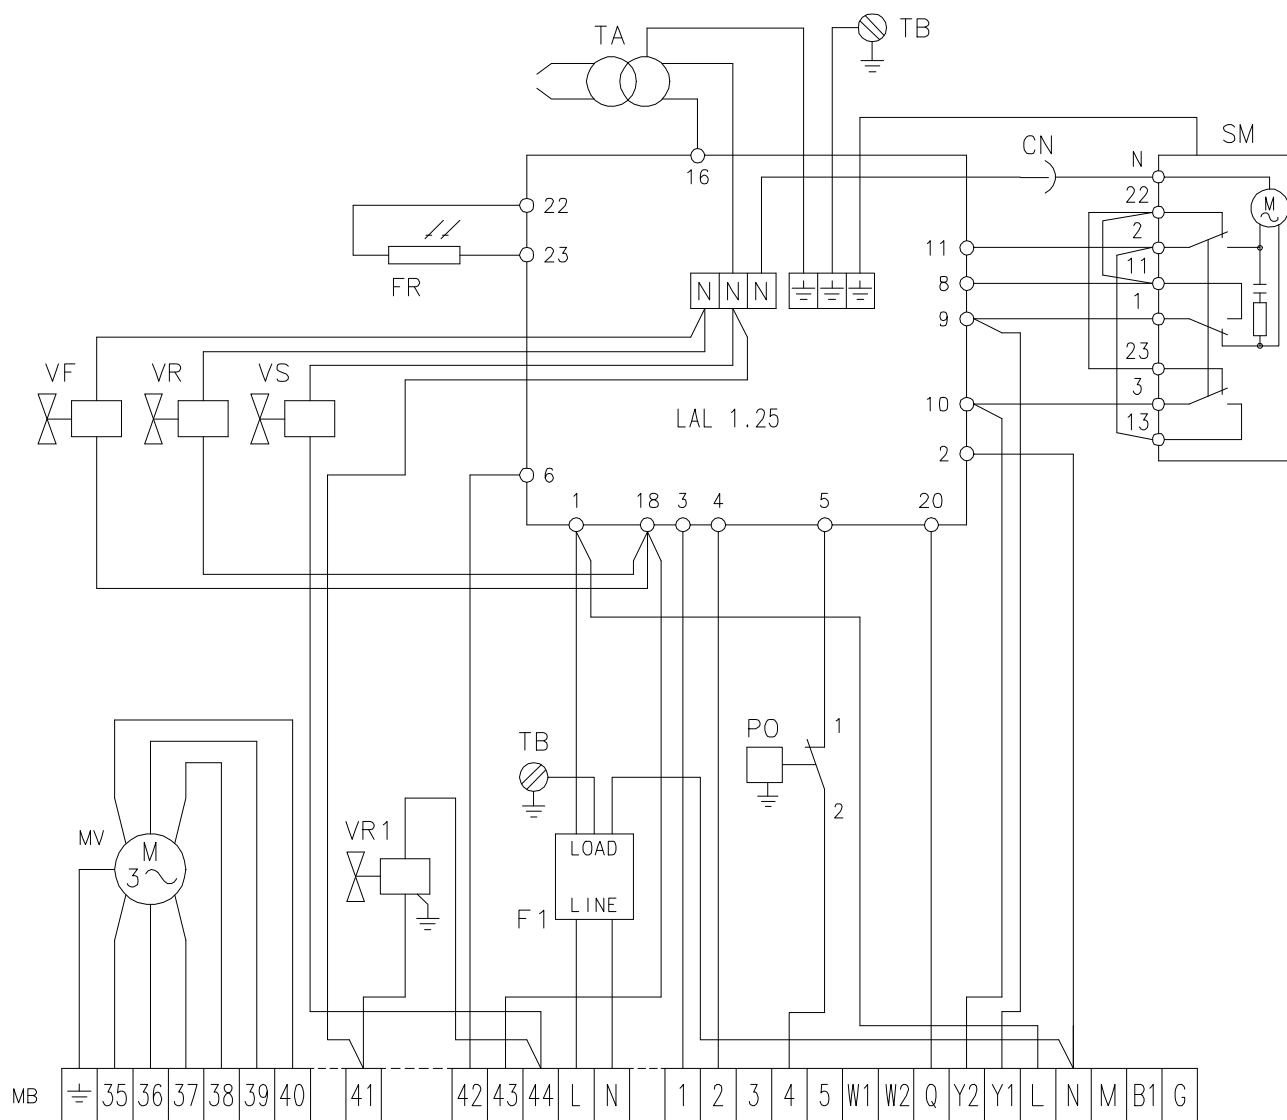 TA
TB
SM
CN
N
16
22
22
2
11
23
11
FR
8
N N N
1
9
23
VF
VR
VS
3
10
LAL 1.25
13
2
6
1
18
3
4
5
20
PO
1
TB
2
MV
M
3
VR1
LOAD
LINE
F1
M
MB
35 36 37 38 39 40 41 42 43 44 L N 1 2 3 4 5 W1 W2 Q Y2 Y1 L N M B1 G